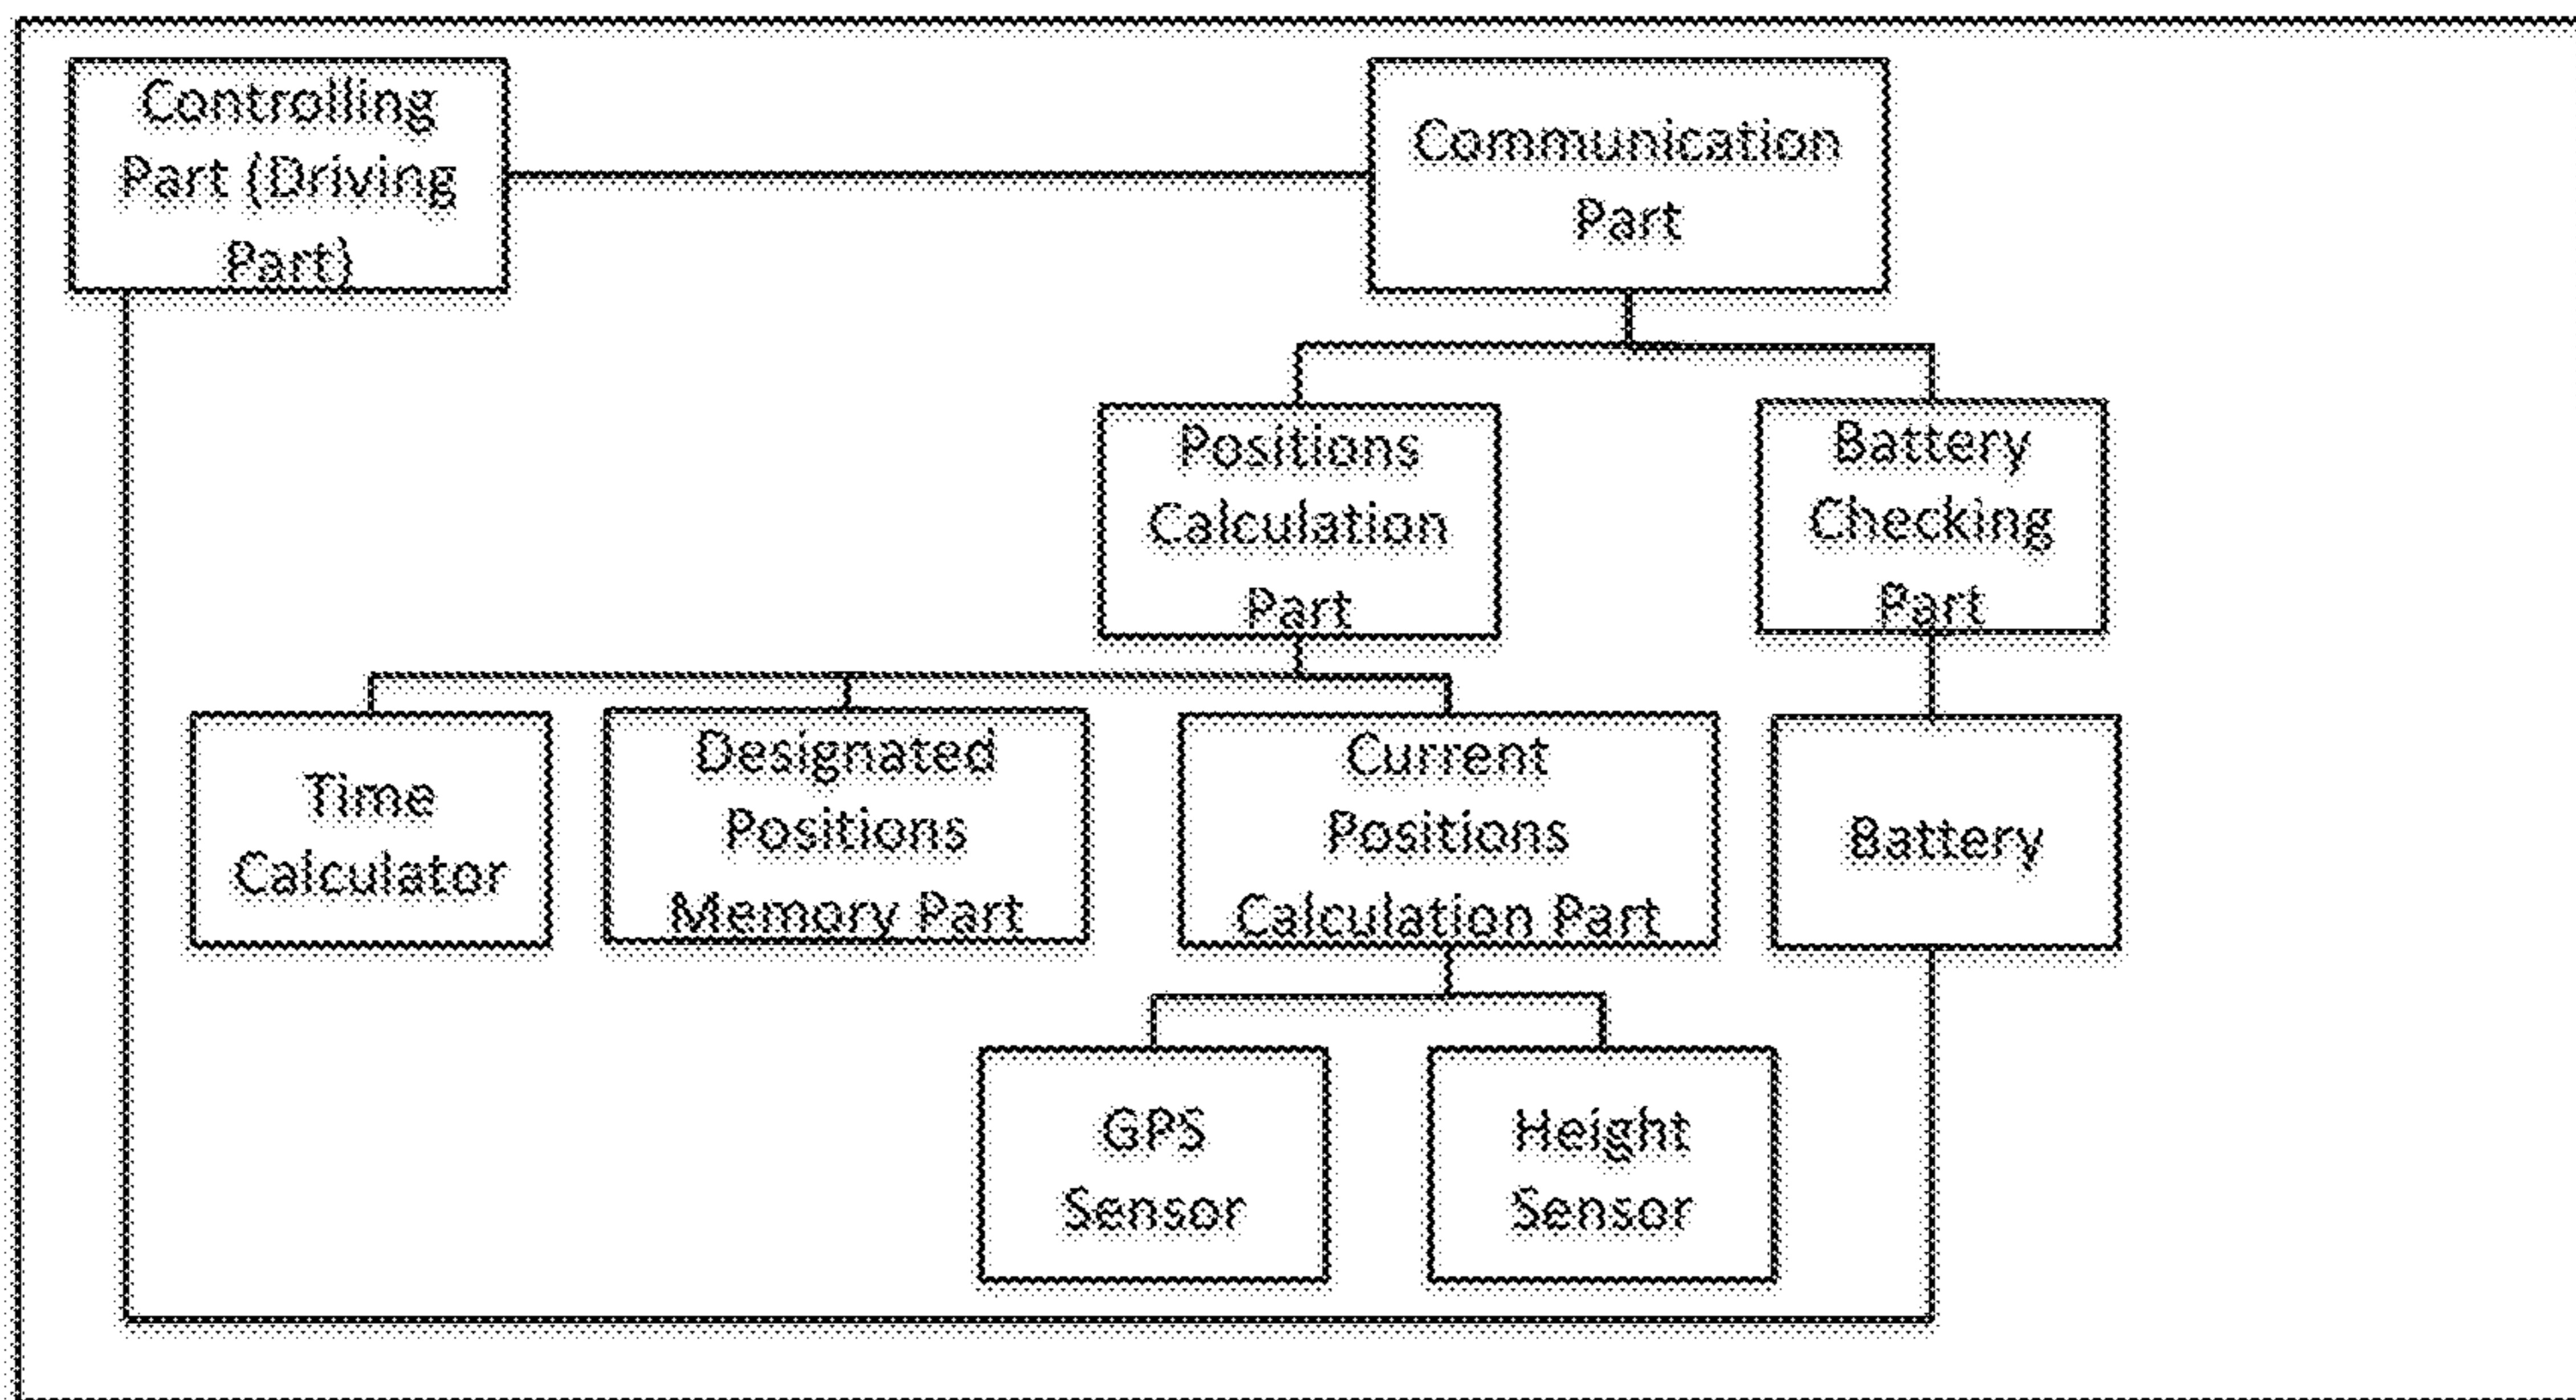 Controlling
Part (Driving
Part)
Communication
Part
Positions
Calculation
Part
Battery
Checking
Part
Time
Calculator
Designated
Positions
Memory Part
Current
Positions
Calculation Part
Battery
GPS
Sensor
Height
Sensor